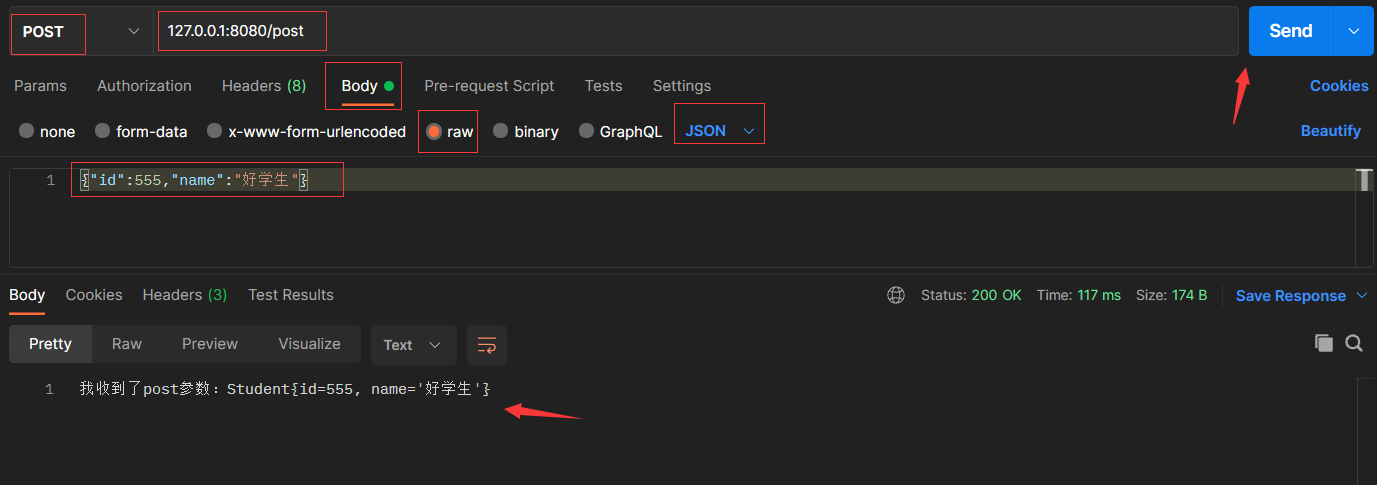 POST 127.0.0.1:8080/post Send
Params Authorization Headers (8) Body Pre-request Script Tests Settings Cookies
none form-data x-www-form-urlencoded raw binary GraphQL JSON Beautify
1 {"id":555,"name":"好学生"}
Body Cookies Headers (3) Test Results Status: 200 OK Time: 117 ms Size: 174 B Save Response
Pretty Raw Preview Visualize Text
1 我收到了post参数：Student{id=555, name='好学生'}